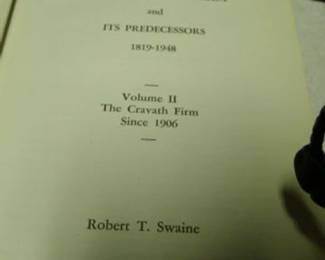 and
ITS PREDECESSORS
1819-1948
Volume II
The Cravath Firm
Since 1906
Robert T. Swaine